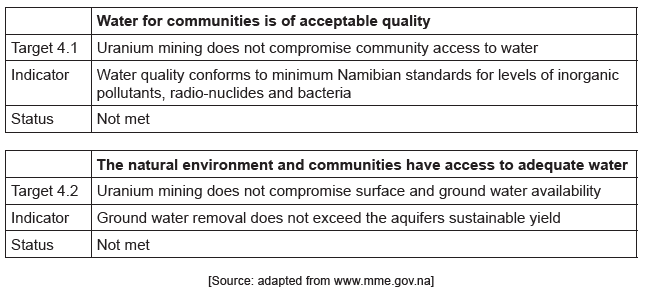 Water for communities is of acceptable quality
Target 4.1 Uranium mining does not compromise community access to water
Indicator Water quality conforms to minimum Namibian standards for levels of inorganic
pollutants, radio-nuclides and bacteria
Status Not met
The natural environment and communities have access to adequate water
Target 4.2 Uranium mining does not compromise surface and ground water availability
Indicator Ground water removal does not exceed the aquifers sustainable yield
Status Not met
[Source: adapted from www.mme.gov.na]